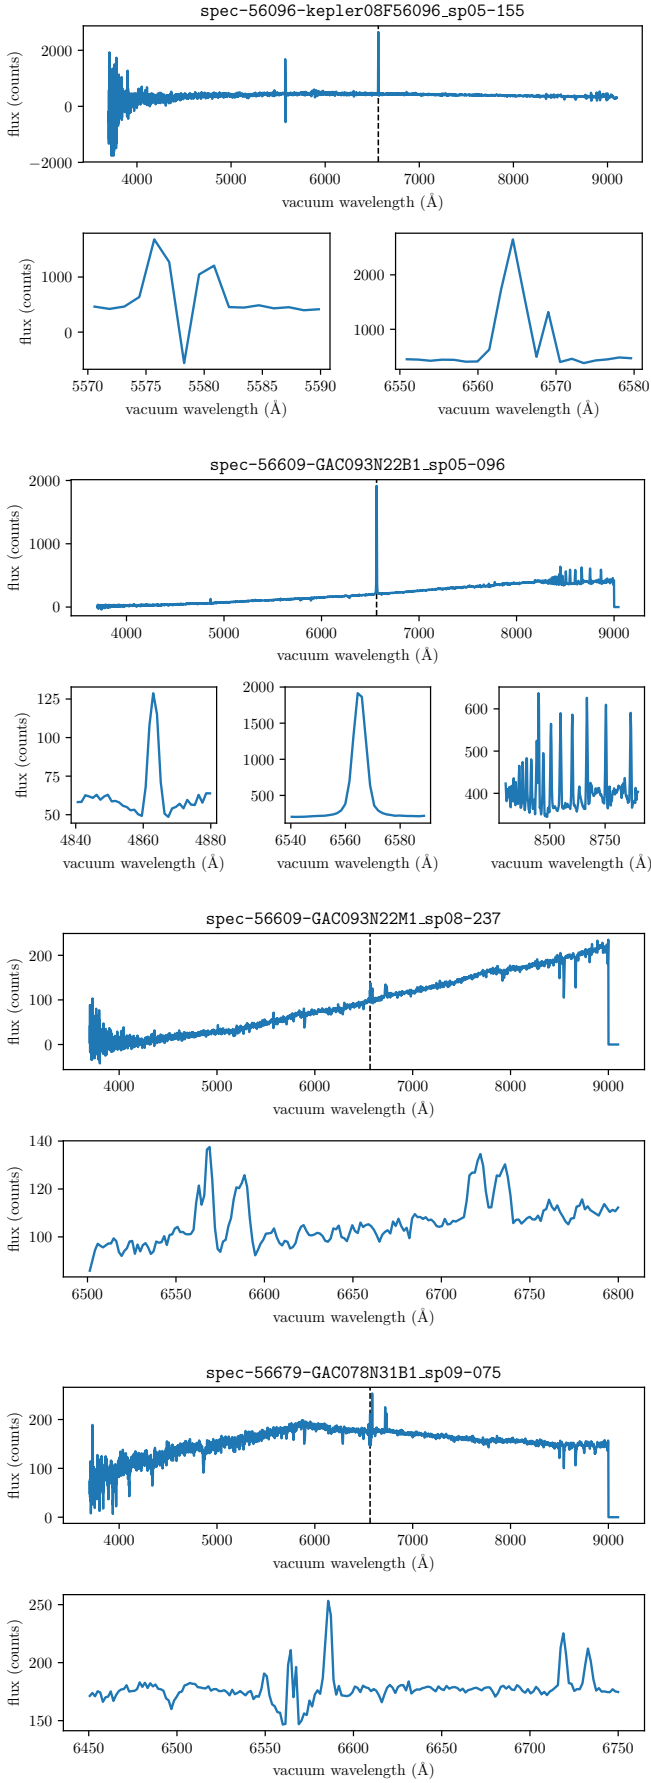 spec-56096-kepler08F56096_sp05-155
flux (counts)
2000
0
−2000
4000 5000 6000 7000 8000 9000
vacuum wavelength (Å)
flux (counts)
1000
0
5570 5575 5580 5585 5590
vacuum wavelength (Å)
2000
1000
6550 6560 6570 6580
vacuum wavelength (Å)
spec-56609-GAC093N22B1_sp05-096
flux (counts)
2000
1000
0
4000 5000 6000 7000 8000 9000
vacuum wavelength (Å)
flux (counts)
125
100
75
50
4840 4860 4880
vacuum wavelength (Å)
2000
1500
1000
500
6540 6560 6580
vacuum wavelength (Å)
600
500
400
8500 8750
vacuum wavelength (Å)
spec-56609-GAC093N22M1_sp08-237
flux (counts)
200
100
0
4000 5000 6000 7000 8000 9000
vacuum wavelength (Å)
flux (counts)
140
120
100
6500 6550 6600 6650 6700 6750 6800
vacuum wavelength (Å)
spec-56679-GAC078N31B1_sp09-075
flux (counts)
200
100
0
4000 5000 6000 7000 8000 9000
vacuum wavelength (Å)
flux (counts)
250
200
150
6450 6500 6550 6600 6650 6700 6750
vacuum wavelength (Å)